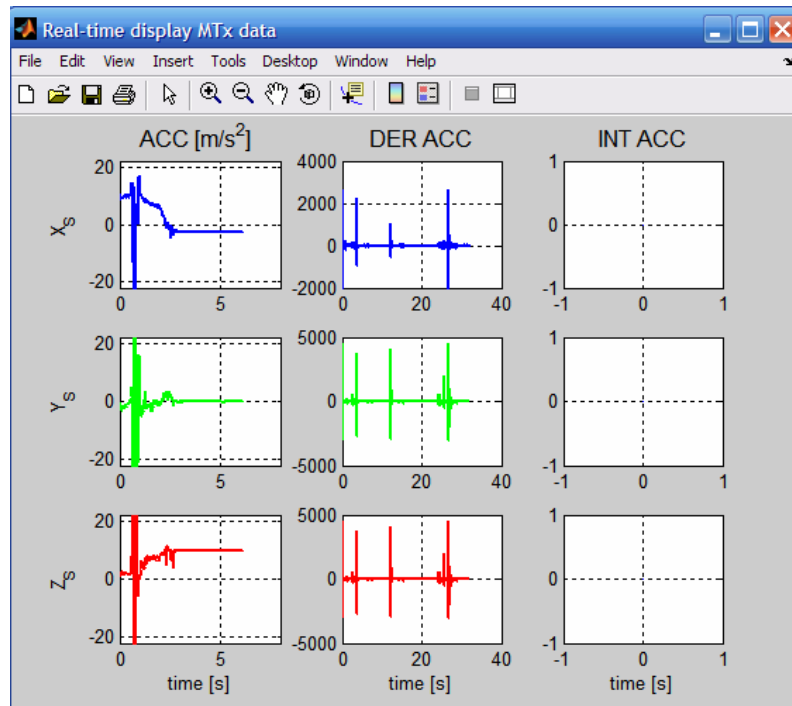 Real-time display MTx data
File Edit View Insert Tools Desktop Window Help
ACC [m/s²] DER ACC INT ACC
X_S
20
0
-20
0 5
4000
2000
0
-2000
0 20 40
1
0
-1
-1 0 1
Y_S
20
0
-20
0 5
5000
0
-5000
0 20 40
1
0
-1
-1 0 1
Z_S
20
0
-20
0 5
time [s]
5000
0
-5000
0 20 40
time [s]
1
0
-1
-1 0 1
time [s]